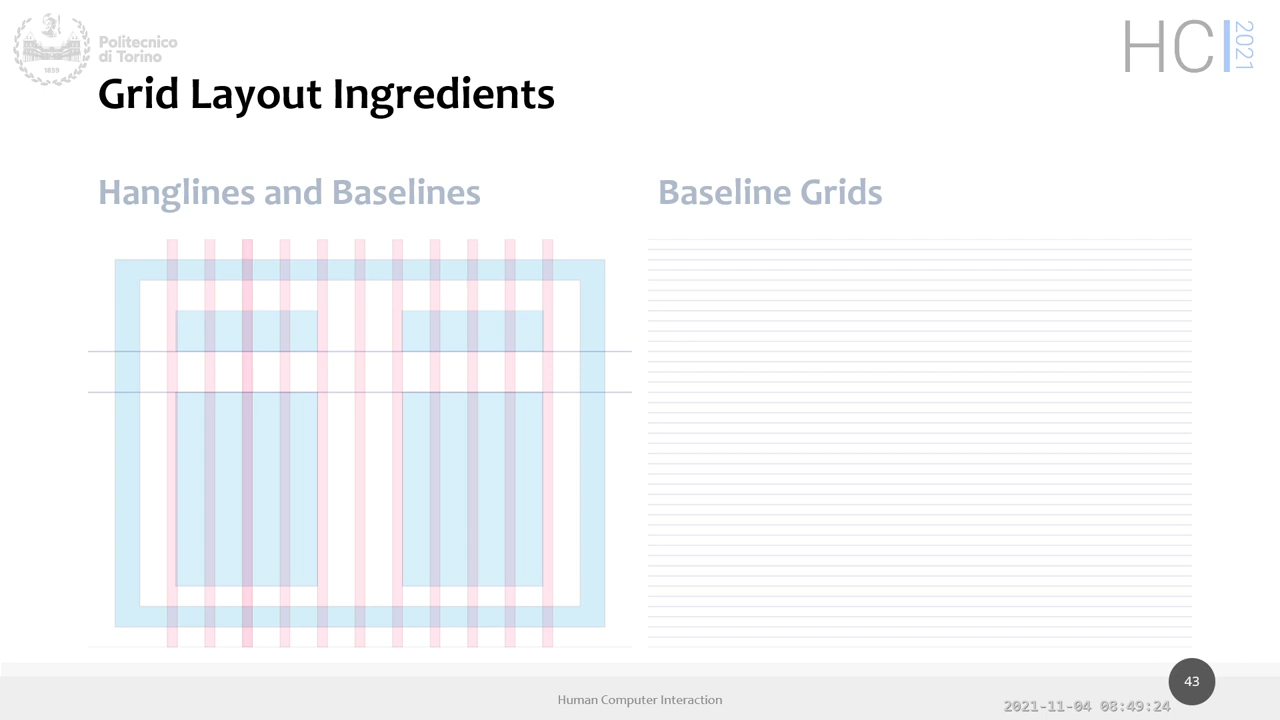 Politecnico
di Torino
1859
HCI
2021
Grid Layout Ingredients
Hanglines and Baselines
Baseline Grids
Human Computer Interaction
43
2021-11-04 08:49:24